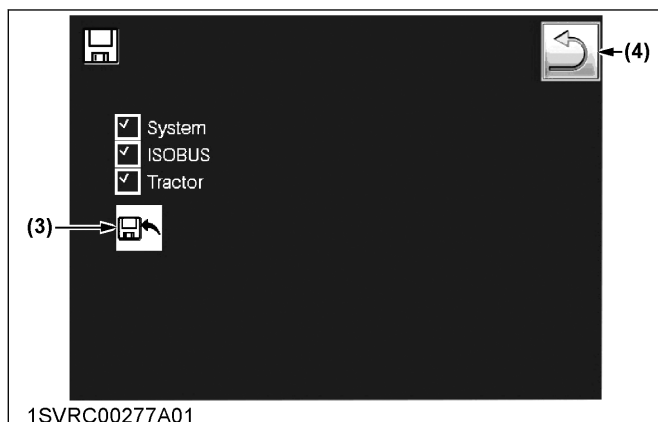 (4)
System
ISOBUS
Tractor
(3)
1SVRC00277A01